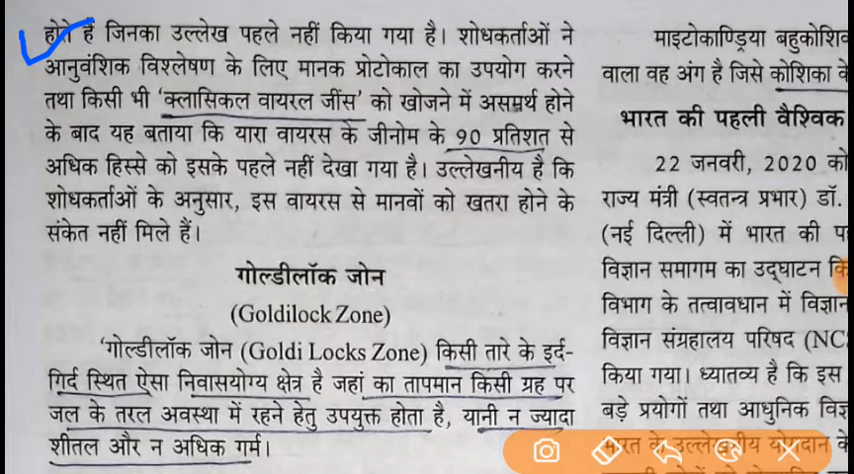 होते हैं जिनका उल्लेख पहले नहीं किया गया है। शोधकर्ताओं ने
आनुवंशिक विश्लेषण के लिए मानक प्रोटोकाल का उपयोग करने
तथा किसी भी ‘क्लासिकल वायरल जींस’ को खोजने में असमर्थ होने
के बाद यह बताया कि यारा वायरस के जीनोम के 90 प्रतिशत से
अधिक हिस्से को इसके पहले नहीं देखा गया है। उल्लेखनीय है कि
शोधकर्ताओं के अनुसार, इस वायरस से मानवों को खतरा होने के
संकेत नहीं मिले हैं।
गोल्डीलॉक जोन
(Goldilock Zone)
‘गोल्डीलॉक जोन (Goldi Locks Zone) किसी तारे के इर्द-
गिर्द स्थित ऐसा निवासयोग्य क्षेत्र है जहां का तापमान किसी ग्रह पर
जल के तरल अवस्था में रहने हेतु उपयुक्त होता है, यानी न ज्यादा
शीतल और न अधिक गर्म।
माइटोकाण्ड्रिया
वाला वह अंग है जिसे कोशिका के
भारत की पहली वैश्विक
22 जनवरी, 2020 को
राज्य मंत्री (स्वतन्त्र प्रभार) डॉ.
(नई दिल्ली) में भारत की
विज्ञान समागम का उद्घाटन
विभाग के तत्वावधान में विज्ञान
विज्ञान संग्रहालय परिषद (NC
किया गया। ध्यातव्य है कि इस
बड़े प्रयोगों तथा आधुनिक
भारत के उल्लेखनीय योगदान के